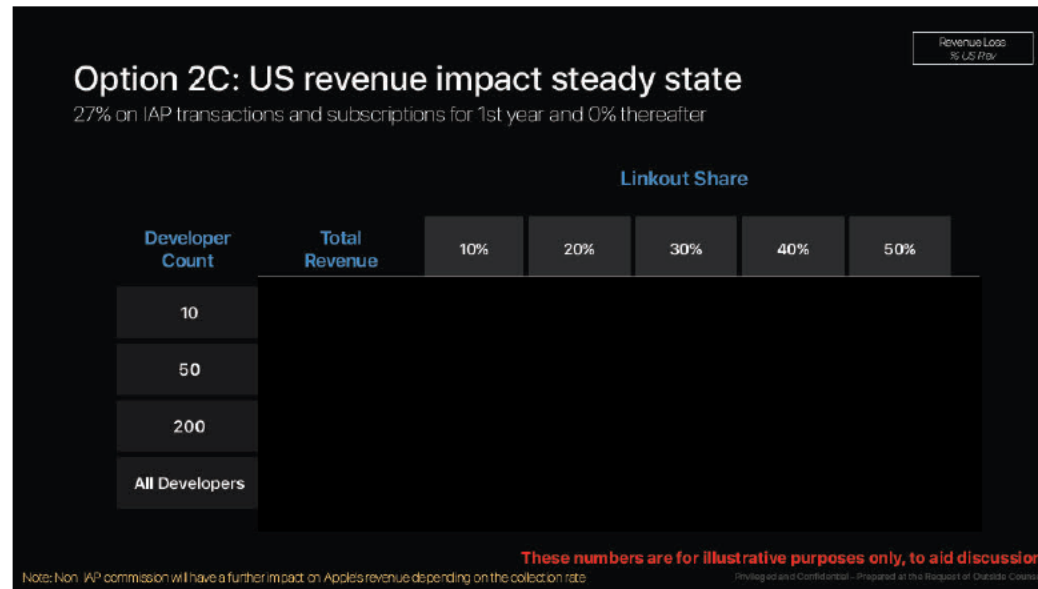 Revenue Loss
% US Rev
Option 2C: US revenue impact steady state
27% on IAP transactions and subscriptions for 1st year and 0% thereafter
Linkout Share
Developer Count
Total Revenue
10% 20% 30% 40% 50%
10
50
200
All Developers
These numbers are for illustrative purposes only, to aid discussion
Note: Non IAP commission will have a further impact on Apple's revenue depending on the collection rate
Privileged and Confidential - Prepared at the Request of Outside Counse